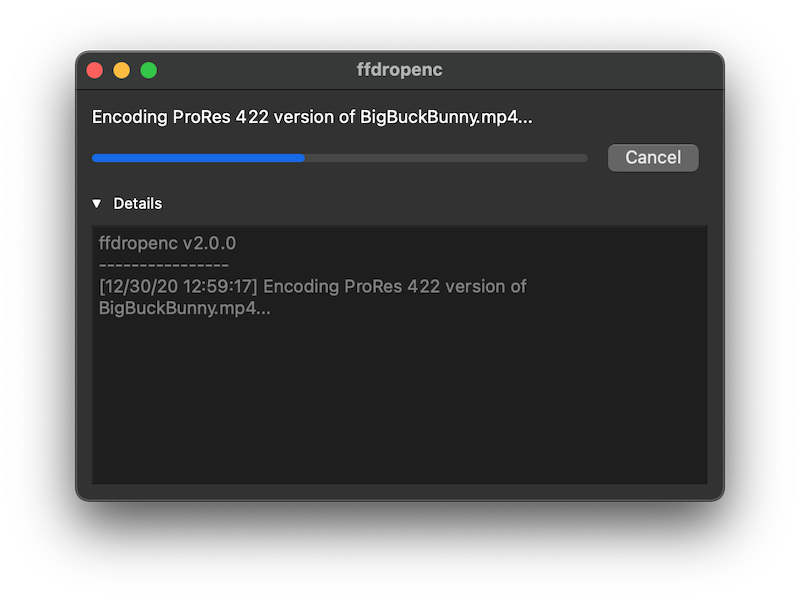 ffdropenc
Encoding ProRes 422 version of BigBuckBunny.mp4...
Cancel
▼ Details
ffdropenc v2.0.0
----------------
[12/30/20 12:59:17] Encoding ProRes 422 version of
BigBuckBunny.mp4...